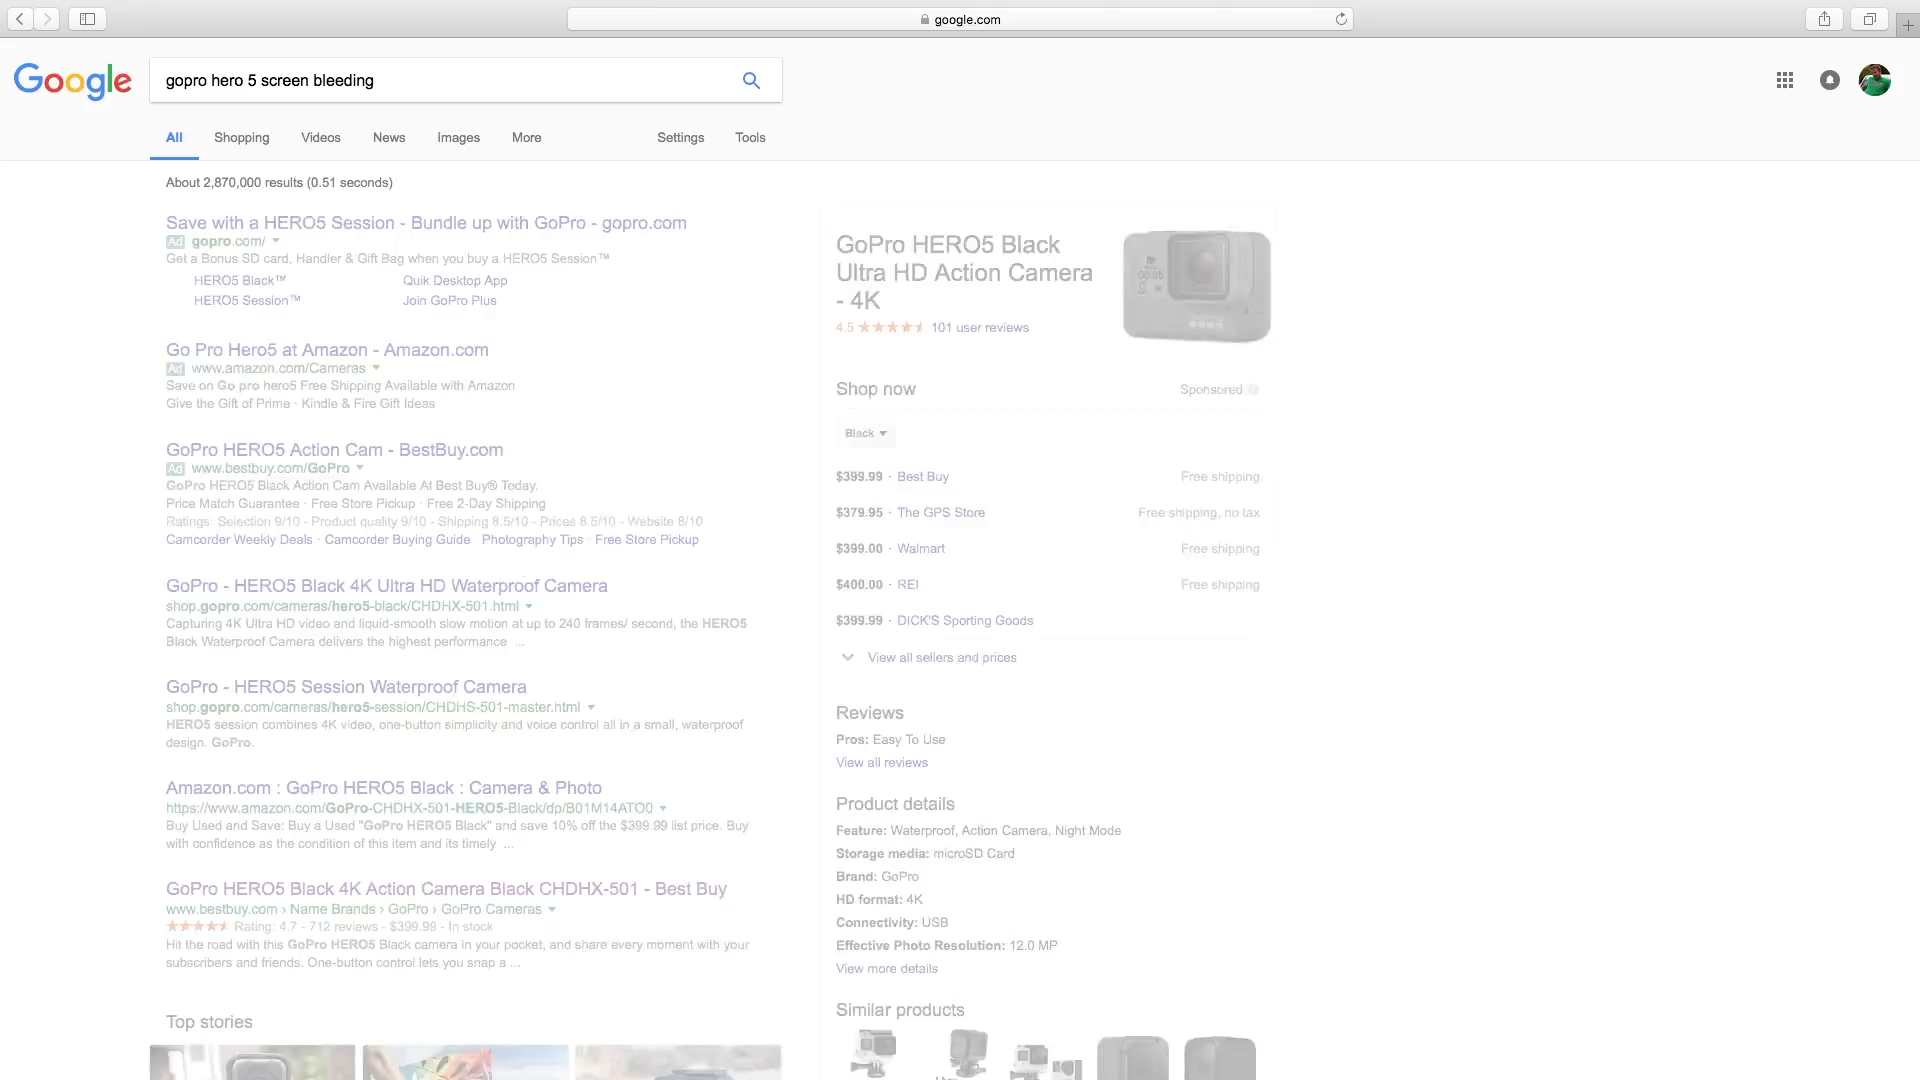 google.com
Google
gopro hero 5 screen bleeding
All Shopping Videos News Images More Settings Tools
About 2,870,000 results (0.51 seconds)
Save with a HERO5 Session - Bundle up with GoPro - gopro.com
Ad gopro.com/
Get a Bonus SD card, Handler & Gift Bag when you buy a HERO5 Session™
HERO5 Black™ Quik Desktop App
HERO5 Session™ Join GoPro Plus
Go Pro Hero5 at Amazon - Amazon.com
Ad www.amazon.com/Cameras
Save on Go pro hero5 Free Shipping Available with Amazon
Give the Gift of Prime · Kindle & Fire Gift Ideas
GoPro HERO5 Action Cam - BestBuy.com
Ad www.bestbuy.com/GoPro
GoPro HERO5 Black Action Cam Available At Best Buy® Today.
Price Match Guarantee · Free Store Pickup · Free 2-Day Shipping
Ratings: Selection 9/10 - Product quality 9/10 - Shipping 8.5/10 - Prices 8.5/10 - Website 8/10
Camcorder Weekly Deals · Camcorder Buying Guide · Photography Tips · Free Store Pickup
GoPro - HERO5 Black 4K Ultra HD Waterproof Camera
shop.gopro.com/cameras/hero5-black/CHDHX-501.html
Capturing 4K Ultra HD video and liquid-smooth slow motion at up to 240 frames/ second, the HERO5
Black Waterproof Camera delivers the highest performance ...
GoPro - HERO5 Session Waterproof Camera
shop.gopro.com/cameras/hero5-session/CHDHS-501-master.html
HERO5 session combines 4K video, one-button simplicity and voice control all in a small, waterproof
design. GoPro.
Amazon.com : GoPro HERO5 Black : Camera & Photo
https://www.amazon.com/GoPro-CHDHX-501-HERO5-Black/dp/B01M14ATO0
Buy Used and Save: Buy a Used "GoPro HERO5 Black" and save 10% off the $399.99 list price. Buy
with confidence as the condition of this item and its timely ...
GoPro HERO5 Black 4K Action Camera Black CHDHX-501 - Best Buy
www.bestbuy.com › Name Brands › GoPro › GoPro Cameras
Rating: 4.7 - 712 reviews - $399.99 - In stock
Hit the road with this GoPro HERO5 Black camera in your pocket, and share every moment with your
subscribers and friends. One-button control lets you snap a ...
Top stories
GoPro HERO5 Black
Ultra HD Action Camera
- 4K
4.5 101 user reviews
Shop now Sponsored
Black
$399.99 · Best Buy Free shipping
$379.95 · The GPS Store Free shipping, no tax
$399.00 · Walmart Free shipping
$400.00 · REI Free shipping
$399.99 · DICK'S Sporting Goods
View all sellers and prices
Reviews
Pros: Easy To Use
View all reviews
Product details
Feature: Waterproof, Action Camera, Night Mode
Storage media: microSD Card
Brand: GoPro
HD format: 4K
Connectivity: USB
Effective Photo Resolution: 12.0 MP
View more details
Similar products